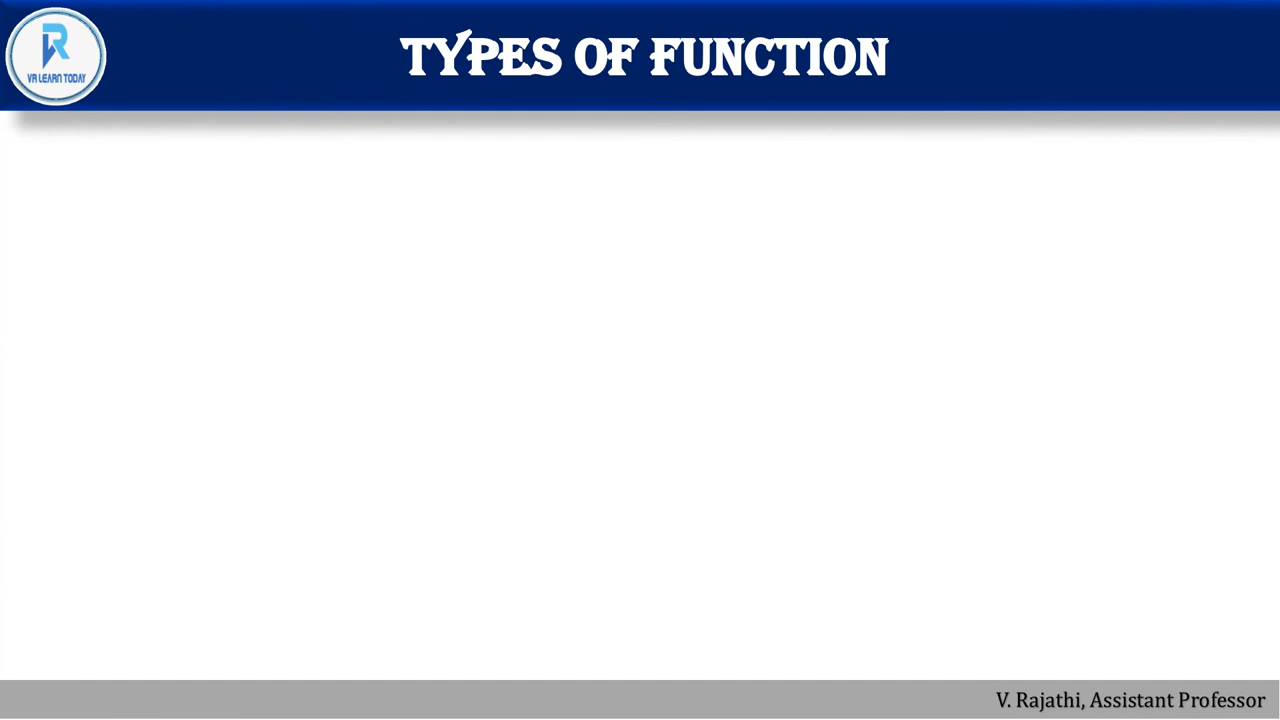 VR LEARN TODAY
TYPES OF FUNCTION
V. Rajathi, Assistant Professor